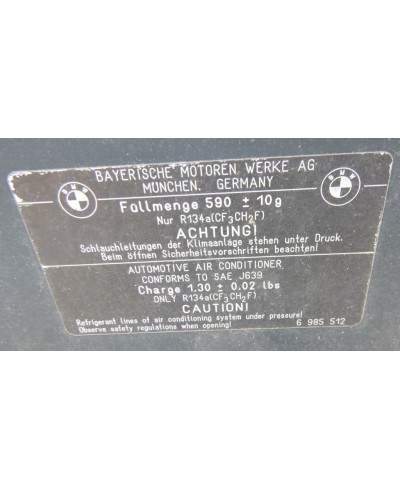 BAYERISCHE MOTOREN WERKE AG
MÜNCHEN, GERMANY
Füllmenge 590 ± 10g
Nur R134a(CF3CH2F)
ACHTUNG!
Schlauchleitungen der Klimaanlage stehen unter Druck.
Beim öffnen Sicherheitsvorschriften beachten!
AUTOMOTIVE AIR CONDITIONER
CONFORMS TO SAE J639
Charge 1.30 ± 0.02 lbs
ONLY R134a(CF3CH2F)
CAUTION!
Refrigerant lines of air conditioning system under pressure!
Observe safety regulations when opening!
6 985 512
BMW
BMW